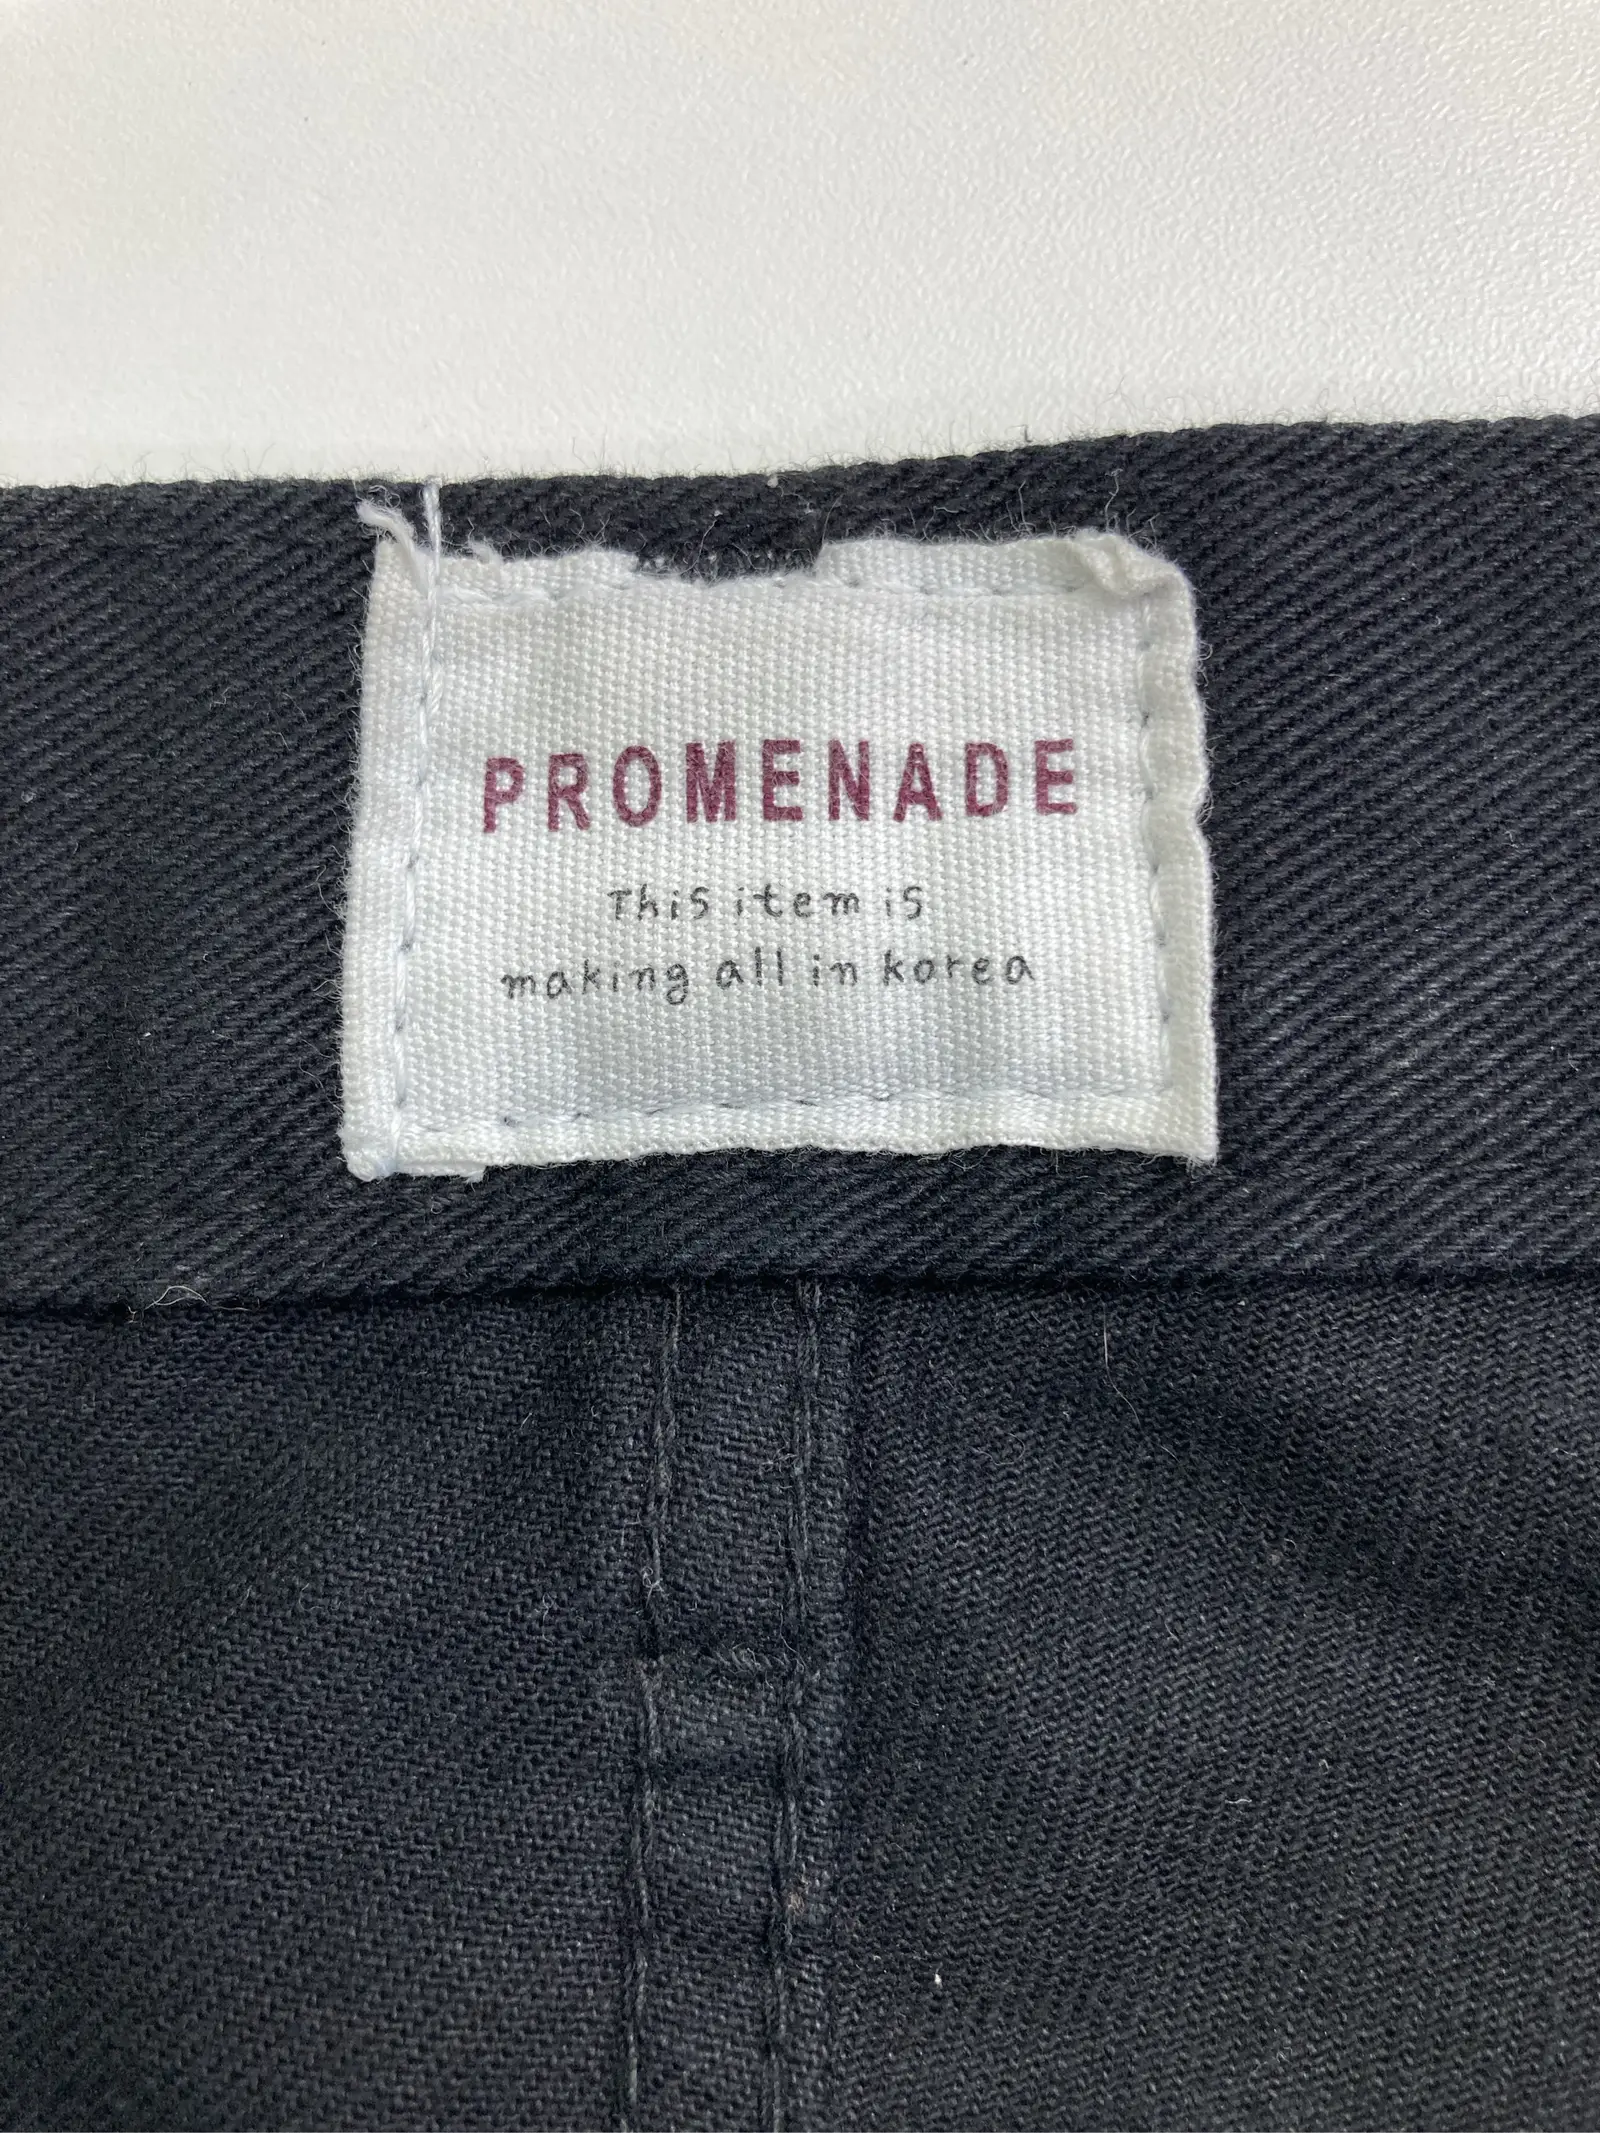 PROMENADE
This item is
making all in korea